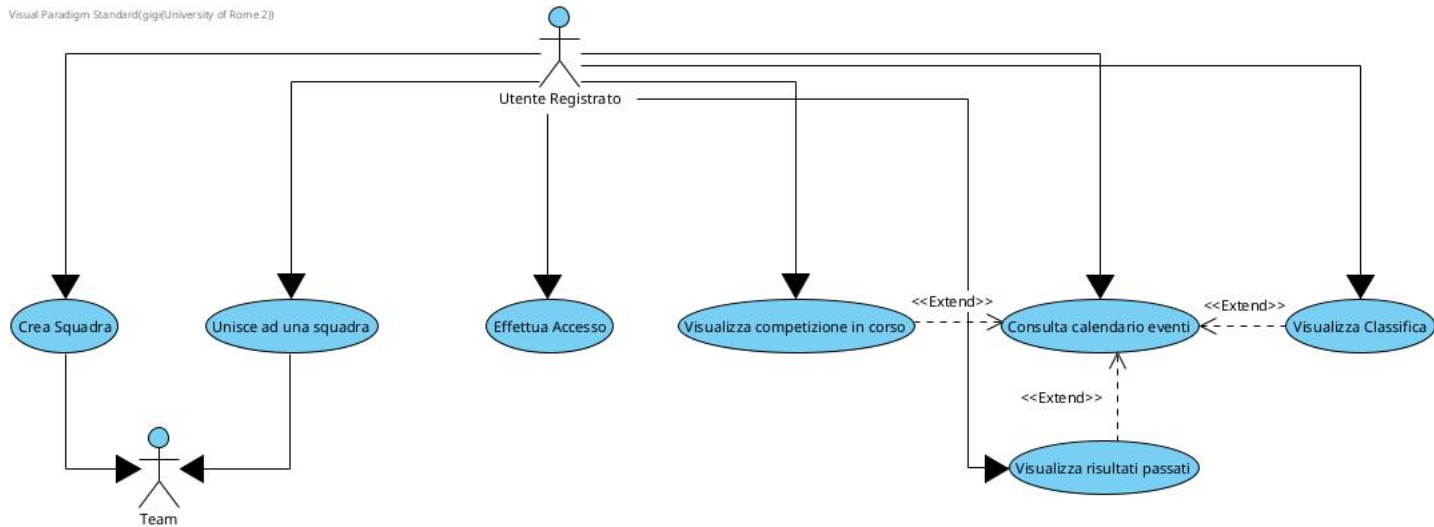 Visual Paradigm Standard(gigi(University of Rome 2))
Utente Registrato
<<Extend>>
<<Extend>>
Crea Squadra
Unisce ad una squadra
Effettua Accesso
Visualizza competizione in corso
Consulta calendario eventi
Visualizza Classifica
<<Extend>>
Visualizza risultati passati
Team